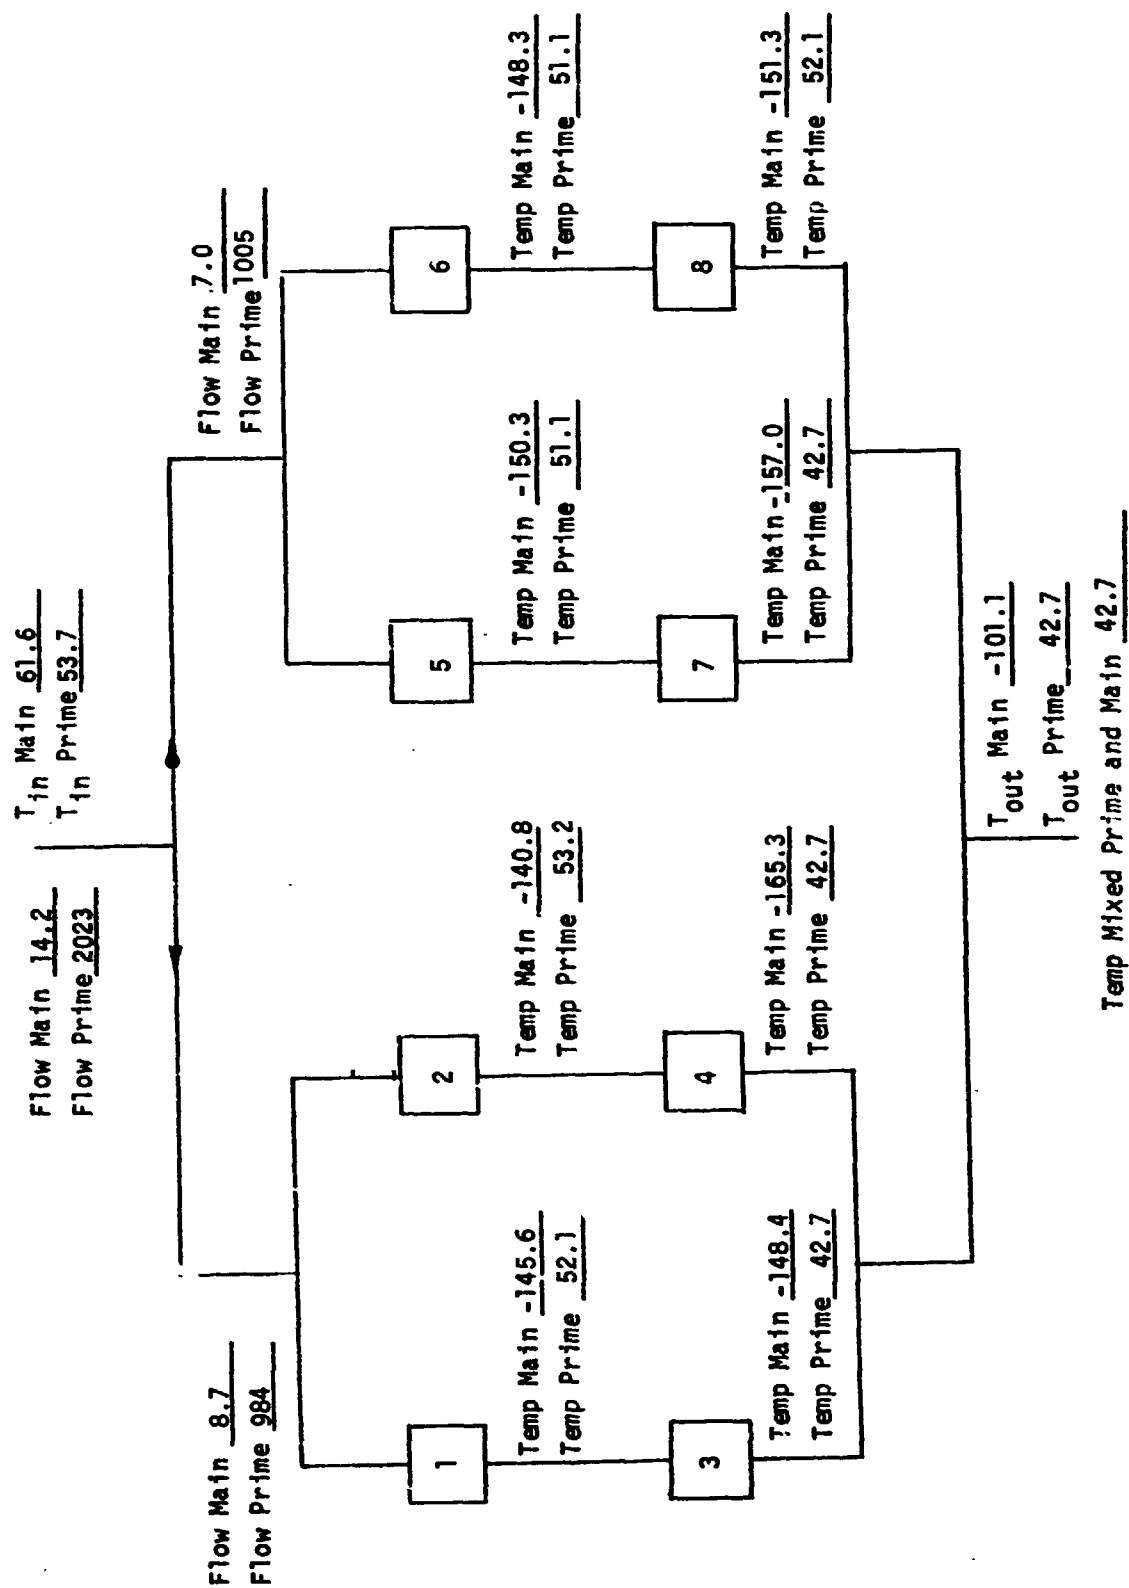 Flow Main 14.2
Flow Prime 2023
Tin Main 61.6
Tin Prime 53.7
Flow Main 8.7
Flow Prime 984
Flow Main 7.0
Flow Prime 1005
1
2
5
6
Temp Main -145.6
Temp Prime 52.1
Temp Main -140.8
Temp Prime 53.2
Temp Main -150.3
Temp Prime 51.1
Temp Main -148.3
Temp Prime 51.1
3
4
7
8
Temp Main -148.4
Temp Prime 42.7
Temp Main -165.3
Temp Prime 42.7
Temp Main -157.0
Temp Prime 42.7
Temp Main -151.3
Temp Prime 52.1
Tout Main -101.1
Tout Prime 42.7
Temp Mixed Prime and Main 42.7